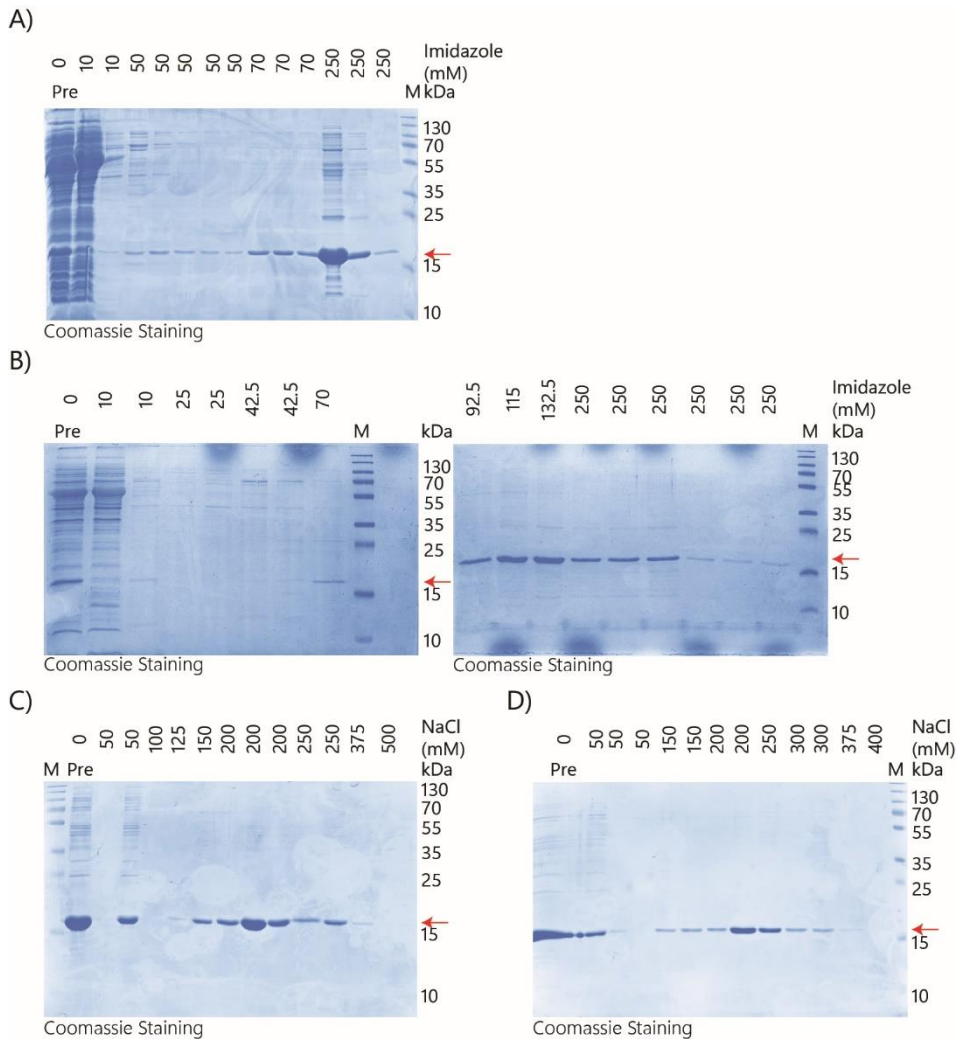 A)
0 10 10 50 50 50 50 50 70 70 70 250 250 250 Imidazole
(mM)
Pre M kDa
130
70
55
35
25
15
10
Coomassie Staining
B)
0 10 10 25 25 42.5 42.5 70
Pre M kDa
130
70
55
35
25
15
10
Coomassie Staining
92.5 115 132.5 250 250 250 250 250 250 Imidazole
(mM)
M kDa
130
70
55
35
25
15
10
Coomassie Staining
C)
0 50 50 100 125 150 200 200 200 250 250 375 500 NaCl
(mM)
M Pre kDa
130
70
55
35
25
15
10
Coomassie Staining
D)
0 50 50 50 150 150 200 200 250 300 300 375 400 NaCl
(mM)
Pre M kDa
130
70
55
35
25
15
10
Coomassie Staining